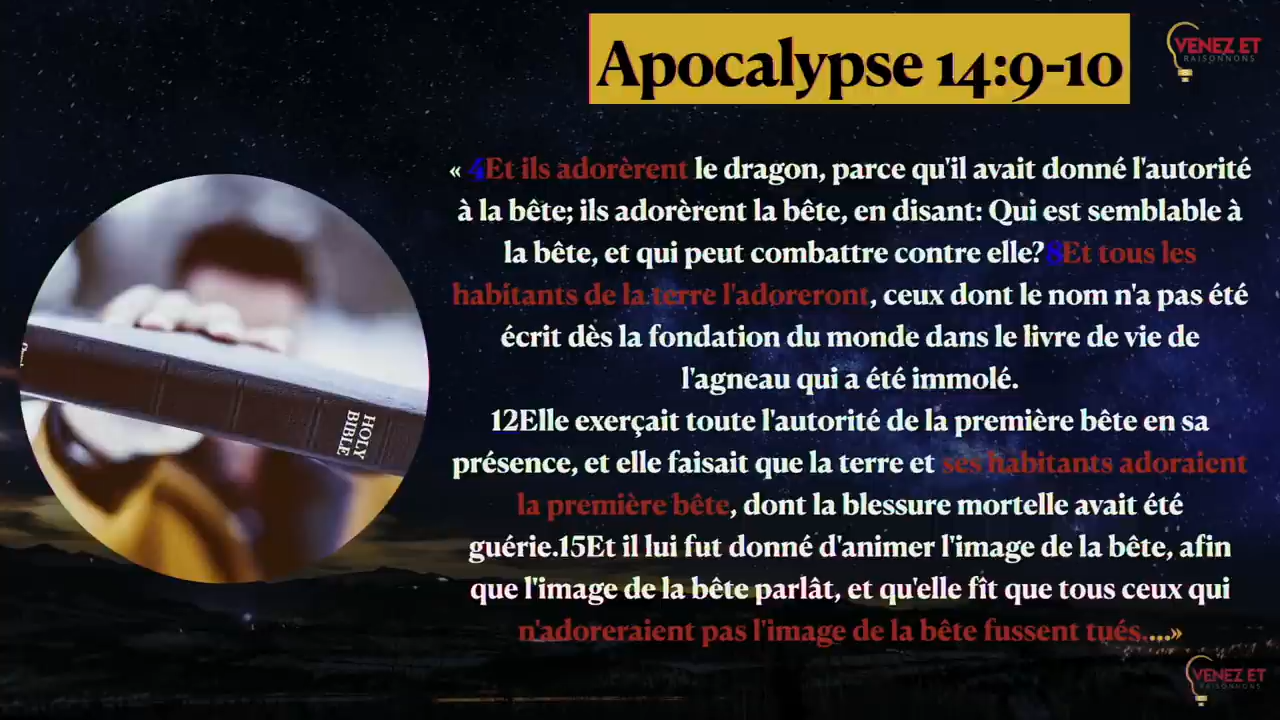 Apocalypse 14:9-10
VENEZ ET
RAISONNONS
« 4Et ils adorèrent le dragon, parce qu'il avait donné l'autorité
à la bête; ils adorèrent la bête, en disant: Qui est semblable à
la bête, et qui peut combattre contre elle?8Et tous les
habitants de la terre l'adoreront, ceux dont le nom n'a pas été
écrit dès la fondation du monde dans le livre de vie de
l'agneau qui a été immolé.
12Elle exerçait toute l'autorité de la première bête en sa
présence, et elle faisait que la terre et ses habitants adoraient
la première bête, dont la blessure mortelle avait été
guérie.15Et il lui fut donné d'animer l'image de la bête, afin
que l'image de la bête parlât, et qu'elle fît que tous ceux qui
n'adoreraient pas l'image de la bête fussent tués....»
HOLY
BIBLE
VENEZ ET
RAISONNONS